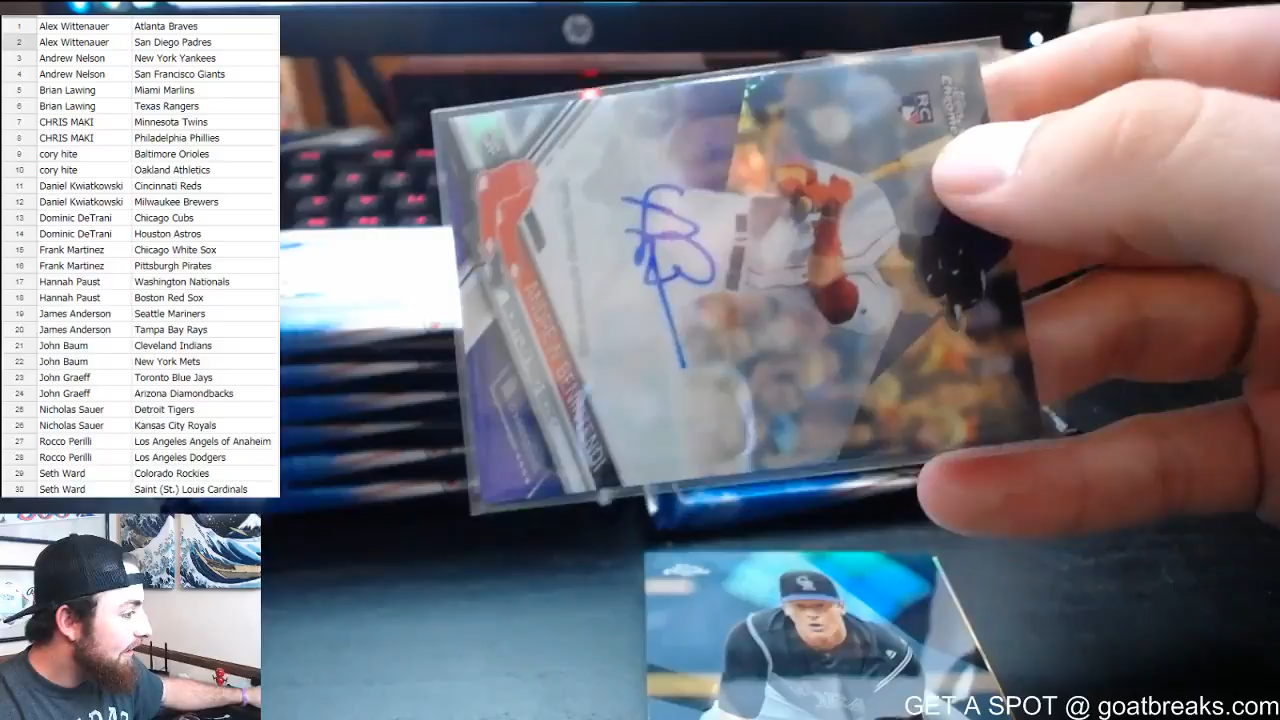 1 Alex Wittenauer Atlanta Braves
2 Alex Wittenauer San Diego Padres
3 Andrew Nelson New York Yankees
4 Andrew Nelson San Francisco Giants
5 Brian Lawing Miami Marlins
6 Brian Lawing Texas Rangers
7 CHRIS MAKI Minnesota Twins
8 CHRIS MAKI Philadelphia Phillies
9 cory hite Baltimore Orioles
10 cory hite Oakland Athletics
11 Daniel Kwiatkowski Cincinnati Reds
12 Daniel Kwiatkowski Milwaukee Brewers
13 Dominic DeTrani Chicago Cubs
14 Dominic DeTrani Houston Astros
15 Frank Martinez Chicago White Sox
16 Frank Martinez Pittsburgh Pirates
17 Hannah Paust Washington Nationals
18 Hannah Paust Boston Red Sox
19 James Anderson Seattle Mariners
20 James Anderson Tampa Bay Rays
21 John Baum Cleveland Indians
22 John Baum New York Mets
23 John Graeff Toronto Blue Jays
24 John Graeff Arizona Diamondbacks
25 Nicholas Sauer Detroit Tigers
26 Nicholas Sauer Kansas City Royals
27 Rocco Perilli Los Angeles Angels of Anaheim
28 Rocco Perilli Los Angeles Dodgers
29 Seth Ward Colorado Rockies
30 Seth Ward Saint (St.) Louis Cardinals
RC
GET A SPOT @ goatbreaks.com